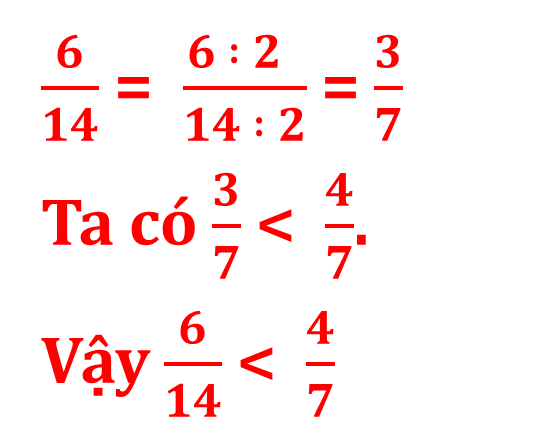 6/14 = 6 : 2/14 : 2 = 3/7
Ta có 3/7 < 4/7.
Vậy 6/14 < 4/7